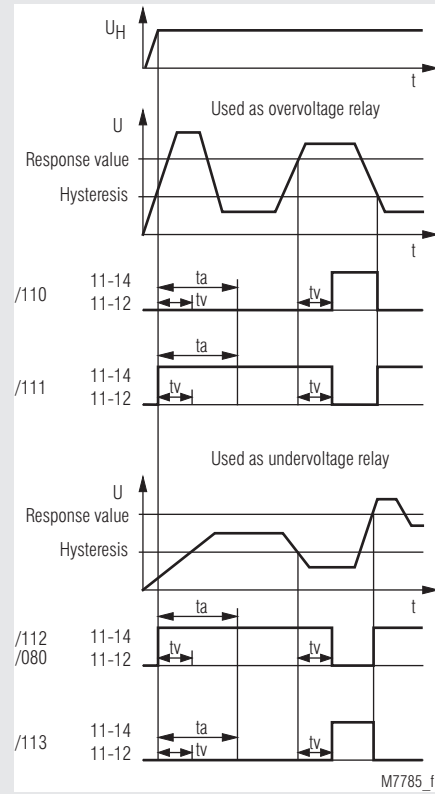 U_H
t
Used as overvoltage relay
U
Response value
Hysteresis
t
/110 11-14 ta
11-12 tv tv
ta
/111 11-14
11-12 tv tv
Used as undervoltage relay
U
Response value
Hysteresis
t
ta
/112 11-14
/080 11-12 tv tv
/113 11-14 ta
11-12 tv tv
M7785_f